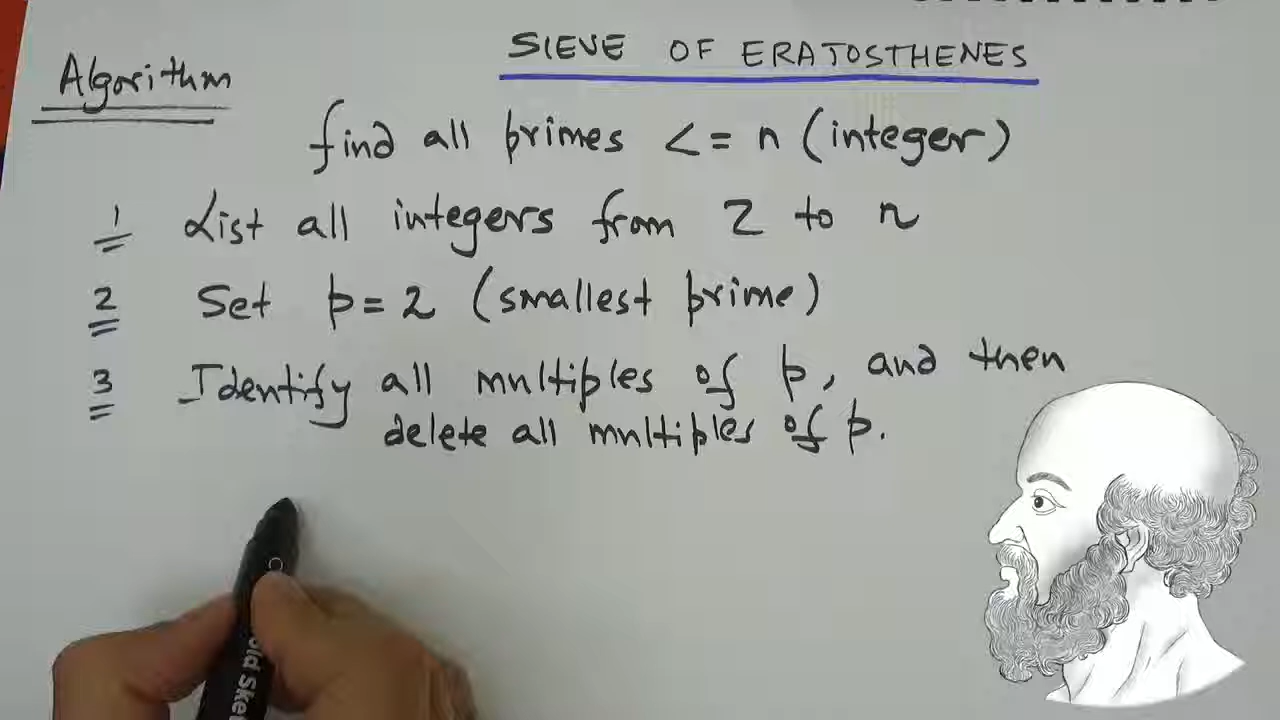 SIEVE OF ERATOSTHENES
Algorithm
find all primes <= n (integer)
1 List all integers from 2 to n
2 Set p = 2 (smallest prime)
3 Identify all multiples of p, and then
delete all multiples of p.